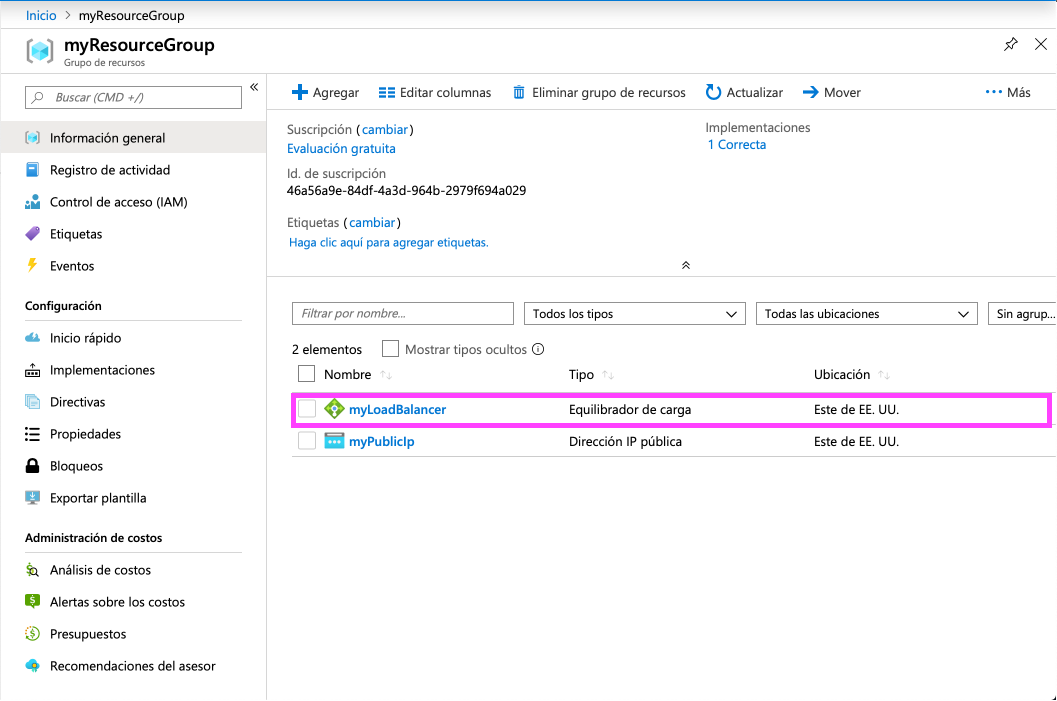 Inicio > myResourceGroup
myResourceGroup
Grupo de recursos
Buscar (CMD +/)
Información general
Registro de actividad
Control de acceso (IAM)
Etiquetas
Eventos
Configuración
Inicio rápido
Implementaciones
Directivas
Propiedades
Bloqueos
Exportar plantilla
Administración de costos
Análisis de costos
Alertas sobre los costos
Presupuestos
Recomendaciones del asesor
Agregar Editar columnas Eliminar grupo de recursos Actualizar Mover Más
Suscripción (cambiar)
Evaluación gratuita
Id. de suscripción
46a56a9e-84df-4a3d-964b-2979f694a029
Etiquetas (cambiar)
Haga clic aquí para agregar etiquetas.
Implementaciones
1 Correcta
Filtrar por nombre... Todos los tipos Todas las ubicaciones Sin agrup...
2 elementos Mostrar tipos ocultos
Nombre Tipo Ubicación
myLoadBalancer Equilibrador de carga Este de EE. UU.
myPublicIp Dirección IP pública Este de EE. UU.